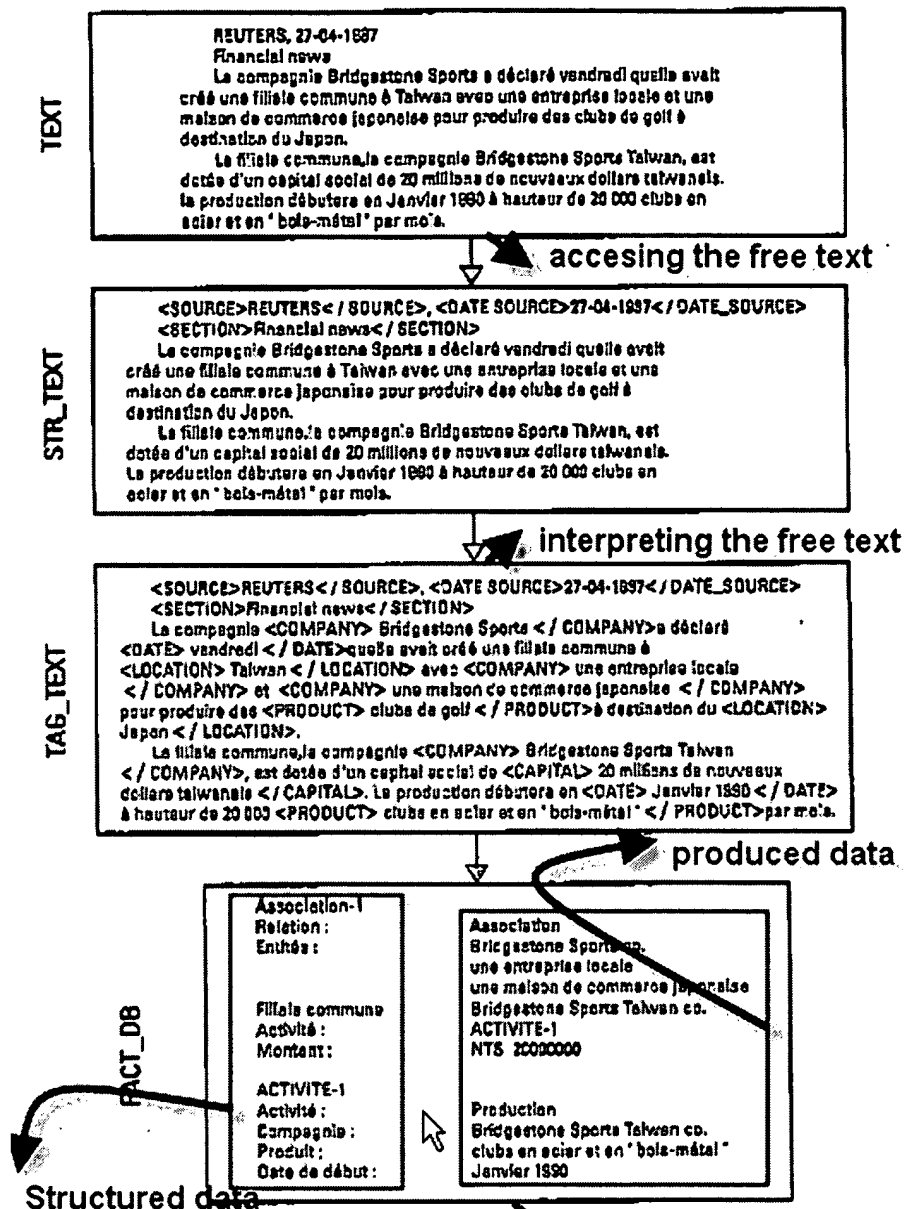 TEXT
REUTERS, 27-04-1997
Financial news
La compagnie Bridgestone Sports a déclaré vendredi quelle avait
créé une filiale commune à Taiwan avec une entreprise locale et une
maison de commerce japonaise pour produire des clubs de golf à
destination du Japon.
La filiale commune,la compagnie Bridgestone Sports Taiwan, est
dotée d'un capital social de 20 millions de nouveaux dollars taiwanais.
la production débutera en Janvier 1990 à hauteur de 20 000 clubs en
acier et en " bois-métal " par mois.
accesing the free text
STR_TEXT
<SOURCE>REUTERS</ SOURCE>, <DATE SOURCE>27-04-1997</ DATE_SOURCE>
<SECTION>Financial news</ SECTION>
La compagnie Bridgestone Sports a déclaré vendredi quelle avait
créé une filiale commune à Taiwan avec une entreprise locale et une
maison de commerce japonaise pour produire des clubs de golf à
destination du Japon.
La filiale commune,la compagnie Bridgestone Sports Taiwan, est
dotée d'un capital social de 20 millions de nouveaux dollars taiwanais.
La production débutera en Janvier 1990 à hauteur de 20 000 clubs en
acier et en " bois-métal " par mois.
interpreting the free text
TAG_TEXT
<SOURCE>REUTERS</ SOURCE>, <DATE SOURCE>27-04-1997</ DATE_SOURCE>
<SECTION>Financial news</ SECTION>
La compagnie <COMPANY> Bridgestone Sports </ COMPANY>a déclaré
<DATE> vendredi </ DATE>quelle avait créé une filiale commune à
<LOCATION> Taiwan </ LOCATION> avec <COMPANY> une entreprise locale
</ COMPANY> et <COMPANY> une maison de commerce japonaise </ COMPANY>
pour produire des <PRODUCT> clubs de golf </ PRODUCT>à destination du <LOCATION>
Japon </ LOCATION>.
La filiale commune,la compagnie <COMPANY> Bridgestone Sports Taiwan
</ COMPANY>, est dotée d'un capital social de <CAPITAL> 20 millions de nouveaux
dollars taiwanais </ CAPITAL>. La production débutera en <DATE> Janvier 1990 </ DATE>
à hauteur de 20 000 <PRODUCT> clubs en acier et en " bois-métal " </ PRODUCT>par mois.
produced data
FACT_DB
Association-1
Relation : Association
Entités : Bridgestone Sports co.
une entreprise locale
une maison de commerce japonaise
Filiale commune Bridgestone Sports Taiwan co.
Activité : ACTIVITE-1
Montant : NT$ 20000000
ACTIVITE-1
Activité : Production
Compagnie : Bridgestone Sports Taiwan co.
Produit : clubs en acier et en " bois-métal "
Date de début : Janvier 1990
Structured data